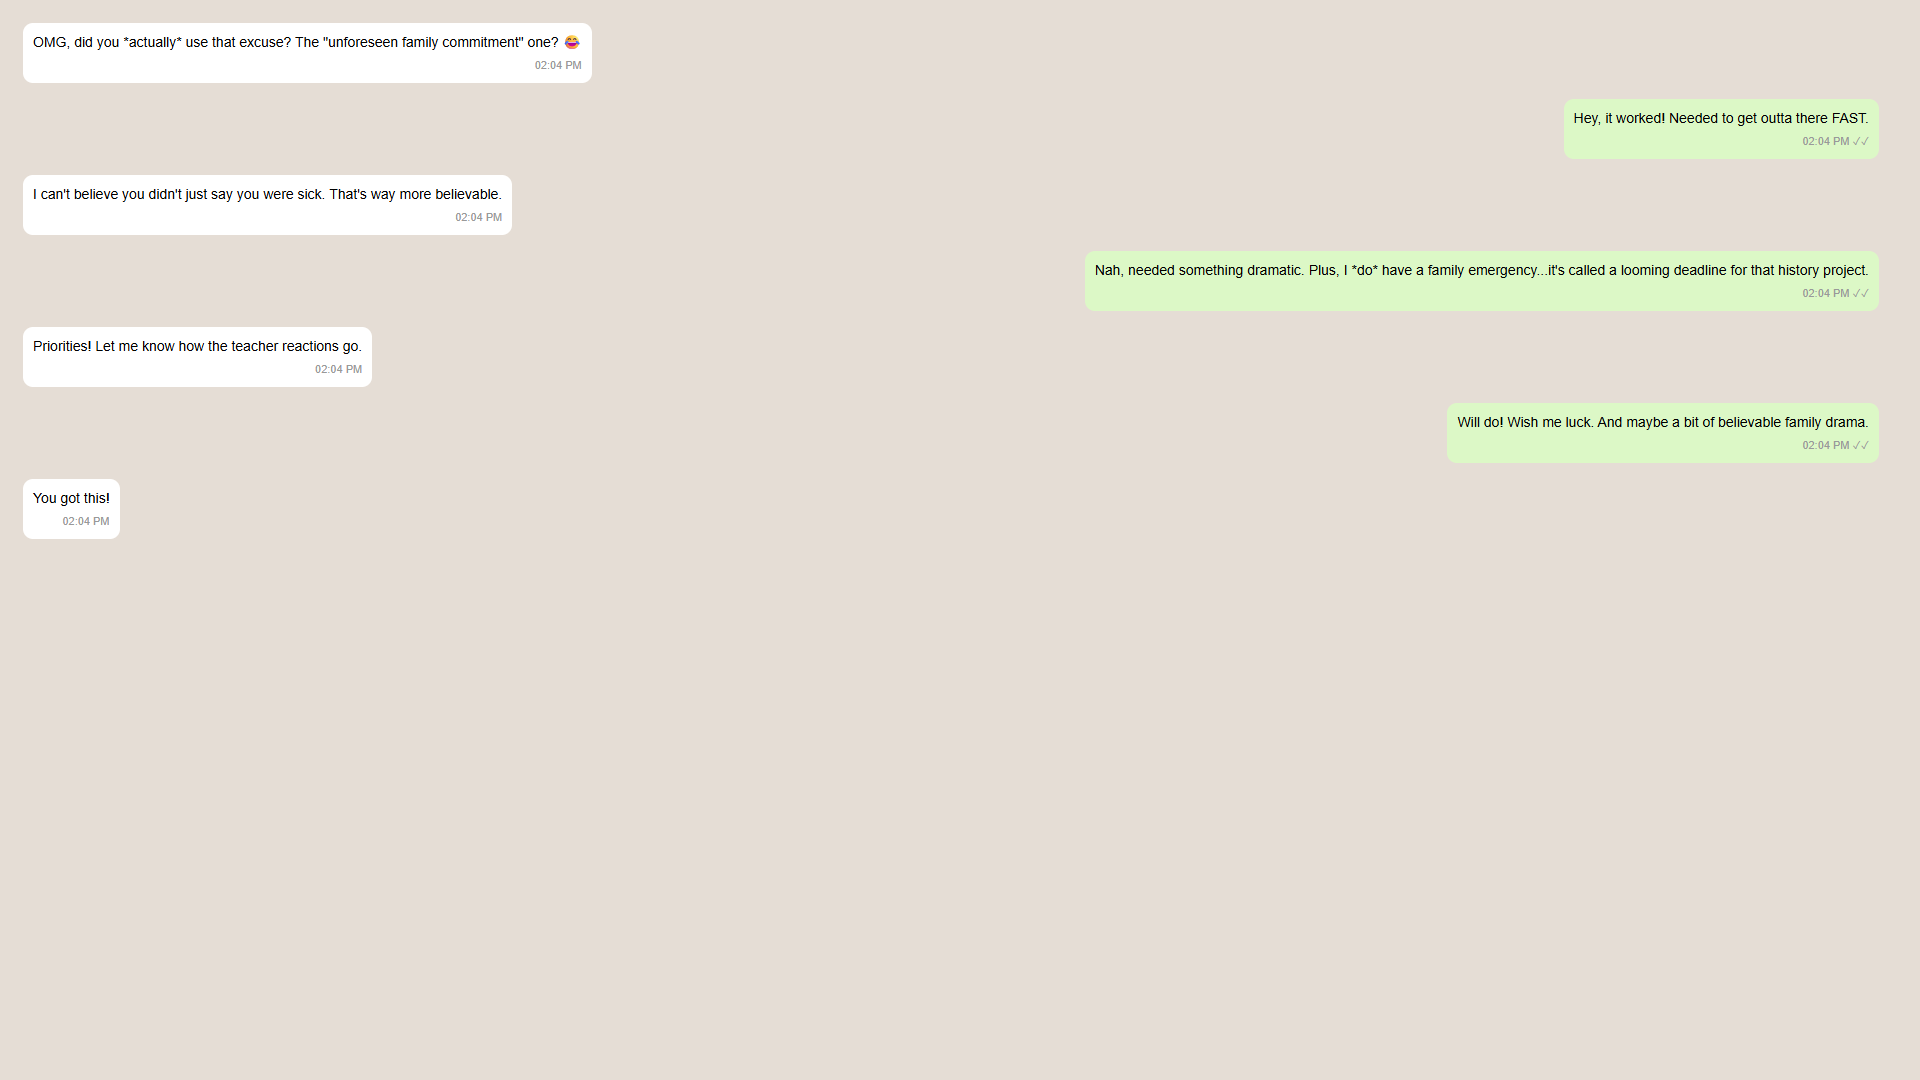 OMG, did you *actually* use that excuse? The "unforeseen family commitment" one? 😂
02:04 PM
Hey, it worked! Needed to get outta there FAST.
02:04 PM ✓✓
I can't believe you didn't just say you were sick. That's way more believable.
02:04 PM
Nah, needed something dramatic. Plus, I *do* have a family emergency...it's called a looming deadline for that history project.
02:04 PM ✓✓
Priorities! Let me know how the teacher reactions go.
02:04 PM
Will do! Wish me luck. And maybe a bit of believable family drama.
02:04 PM ✓✓
You got this!
02:04 PM